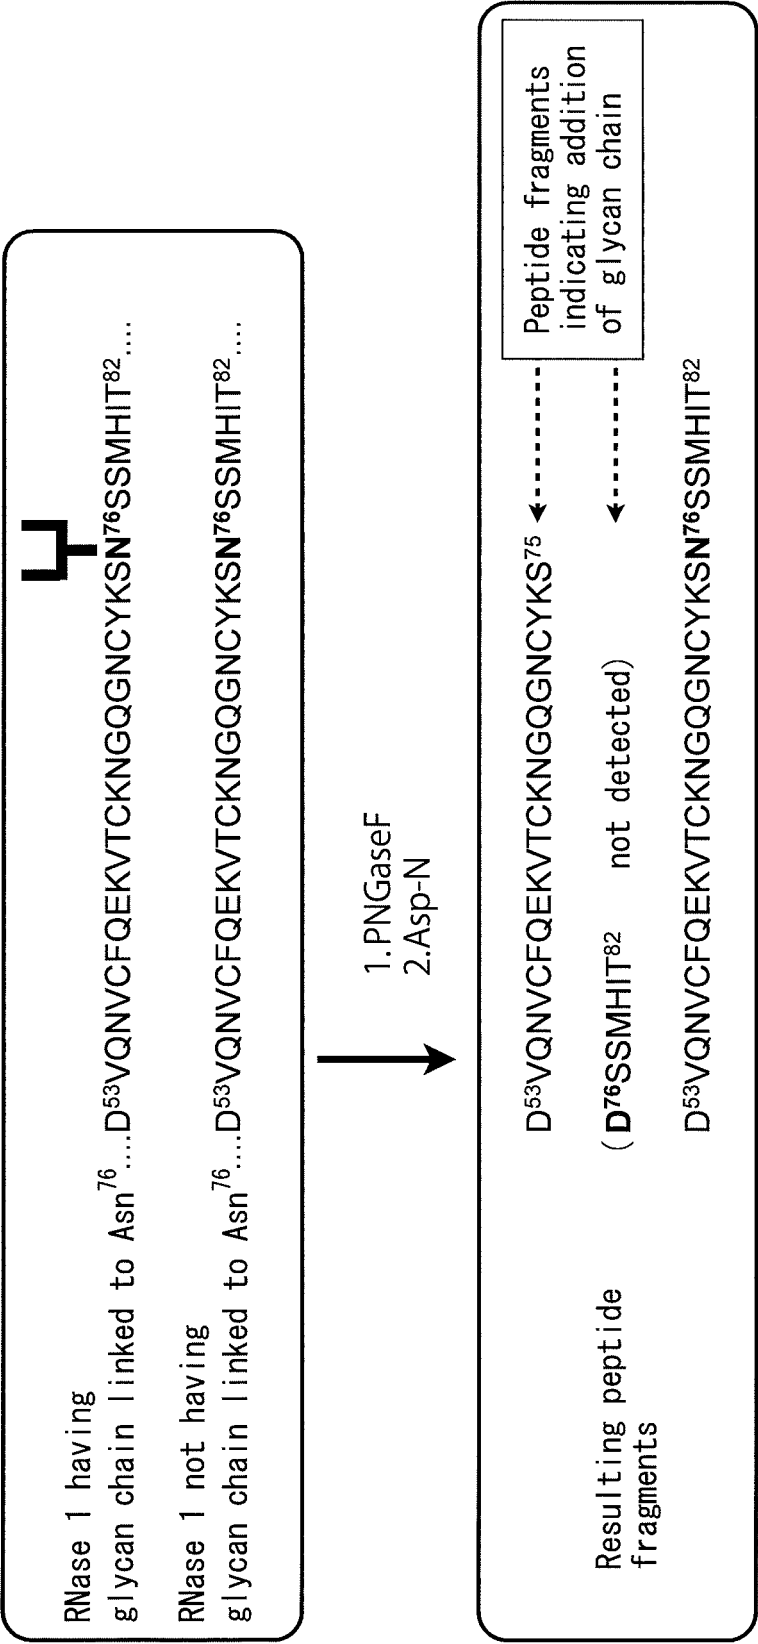 RNase 1 having
glycan chain linked to Asn76....D53VQNVCFQEKVTCKNGQGNCYKSN76SSMHIT82....
RNase 1 not having
glycan chain linked to Asn76....D53VQNVCFQEKVTCKNGQGNCYKSN76SSMHIT82....
1.PNGaseF
2.Asp-N
Resulting peptide
fragments
D53VQNVCFQEKVTCKNGQGNCYKS75
(D76SSMHIT82 not detected)
D53VQNVCFQEKVTCKNGQGNCYKSN76SSMHIT82
Peptide fragments
indicating addition
of glycan chain